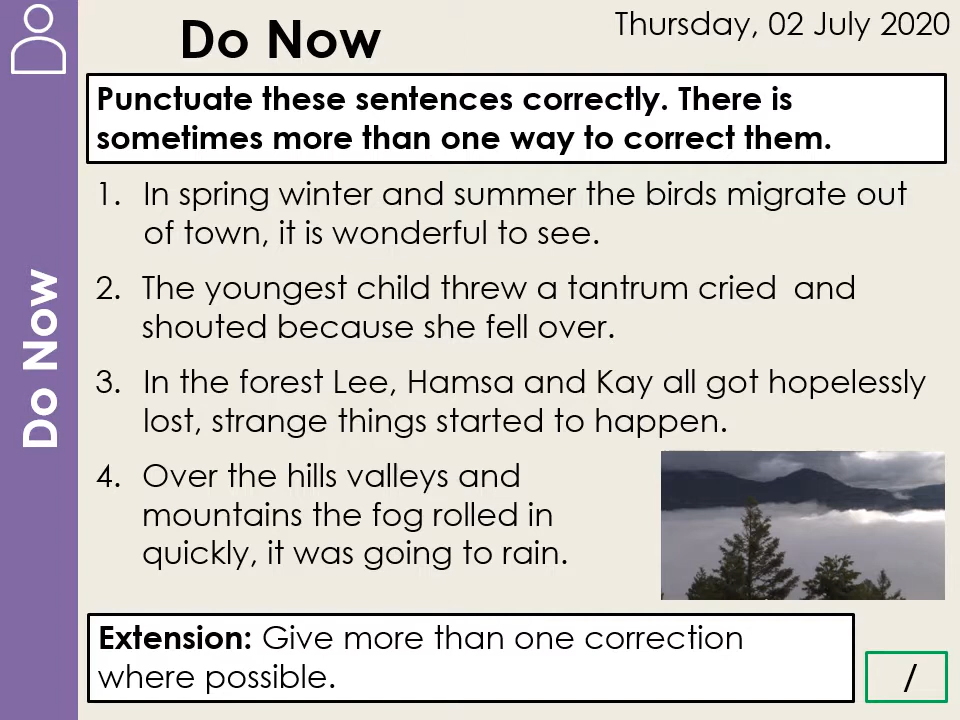 Do Now
Thursday, 02 July 2020
Do Now
Punctuate these sentences correctly. There is
sometimes more than one way to correct them.
1. In spring winter and summer the birds migrate out
of town, it is wonderful to see.
2. The youngest child threw a tantrum cried  and
shouted because she fell over.
3. In the forest Lee, Hamsa and Kay all got hopelessly
lost, strange things started to happen.
4. Over the hills valleys and
mountains the fog rolled in
quickly, it was going to rain.
Extension: Give more than one correction
where possible.
/